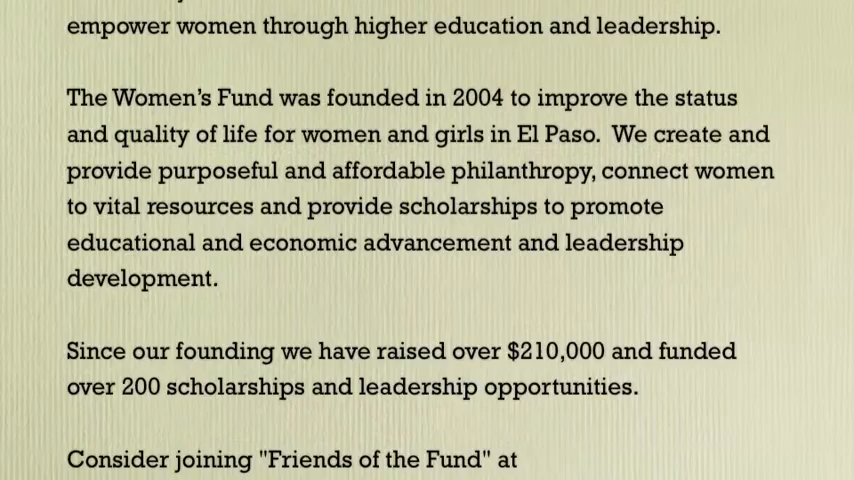 empower women through higher education and leadership.
The Women's Fund was founded in 2004 to improve the status
and quality of life for women and girls in El Paso.  We create and
provide purposeful and affordable philanthropy, connect women
to vital resources and provide scholarships to promote
educational and economic advancement and leadership
development.
Since our founding we have raised over $210,000 and funded
over 200 scholarships and leadership opportunities.
Consider joining "Friends of the Fund" at